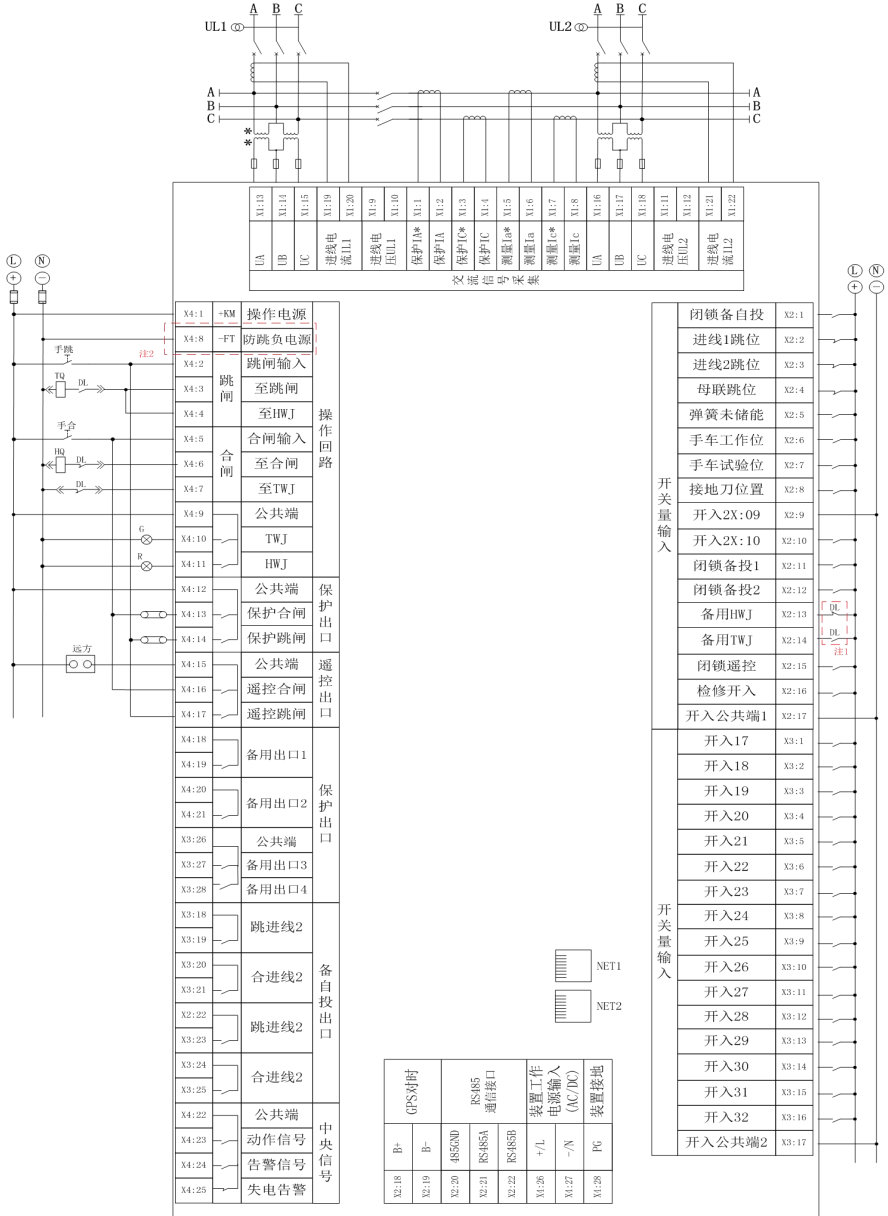 A B C
UL1
A B C
UL2
A
B
C
A
B
C
*
*
X1:13 X1:14 X1:15 X1:19 X1:20 X1:9 X1:10 X1:1 X1:2 X1:3 X1:4 X1:5 X1:6 X1:7 X1:8 X1:16 X1:17 X1:18 X1:11 X1:12 X1:21 X1:22
UA
UB
UC
进线电流IL1
进线电压UL1
保护IA*
保护IA
保护IC*
保护IC
测量Ia*
测量Ia
测量Ic*
测量Ic
UA
UB
UC
进线电压UL2
进线电流IL2
交流信号采集
L N
+ −
L N
+ −
X4:1 +KM 操作电源
X4:8 -FT 防跳负电源
注2
手跳
X4:2 跳闸输入
TQ DL
X4:3 至跳闸
X4:4 至HWJ
跳闸
手合
X4:5 合闸输入
HQ DL
X4:6 至合闸
DL
X4:7 至TWJ
合闸
X4:9 公共端
G
X4:10 TWJ
R
X4:11 HWJ
操作回路
X4:12 公共端
X4:13 保护合闸
X4:14 保护跳闸
保护出口
远方
X4:15 公共端
X4:16 遥控合闸
X4:17 遥控跳闸
遥控出口
X4:18
X4:19
备用出口1
X4:20
X4:21
备用出口2
X3:26 公共端
X3:27 备用出口3
X3:28 备用出口4
保护出口
X3:18
X3:19
跳进线2
X3:20
X3:21
合进线2
X2:22
X3:23
跳进线2
X3:24
X3:25
合进线2
备自投出口
X4:22 公共端
X4:23 动作信号
X4:24 告警信号
X4:25 失电告警
中央信号
闭锁备自投 X2:1
进线1跳位 X2:2
进线2跳位 X2:3
母联跳位 X2:4
弹簧未储能 X2:5
手车工作位 X2:6
手车试验位 X2:7
接地刀位置 X2:8
开入2X:09 X2:9
开入2X:10 X2:10
闭锁备投1 X2:11
闭锁备投2 X2:12
备用HWJ X2:13 DL
备用TWJ X2:14 DL
注1
闭锁遥控 X2:15
检修开入 X2:16
开入公共端1 X2:17
开关量输入
开入17 X3:1
开入18 X3:2
开入19 X3:3
开入20 X3:4
开入21 X3:5
开入22 X3:6
开入23 X3:7
开入24 X3:8
开入25 X3:9
开入26 X3:10
开入27 X3:11
开入28 X3:12
开入29 X3:13
开入30 X3:14
开入31 X3:15
开入32 X3:16
开入公共端2 X3:17
开关量输入
NET1
NET2
GPS对时
RS485
通信接口
装置工作
电源输入
(AC/DC)
装置接地
B+ B- 485GND RS485A RS485B +/L -/N PG
X2:18 X2:19 X2:20 X2:21 X2:22 X4:26 X4:27 X4:28